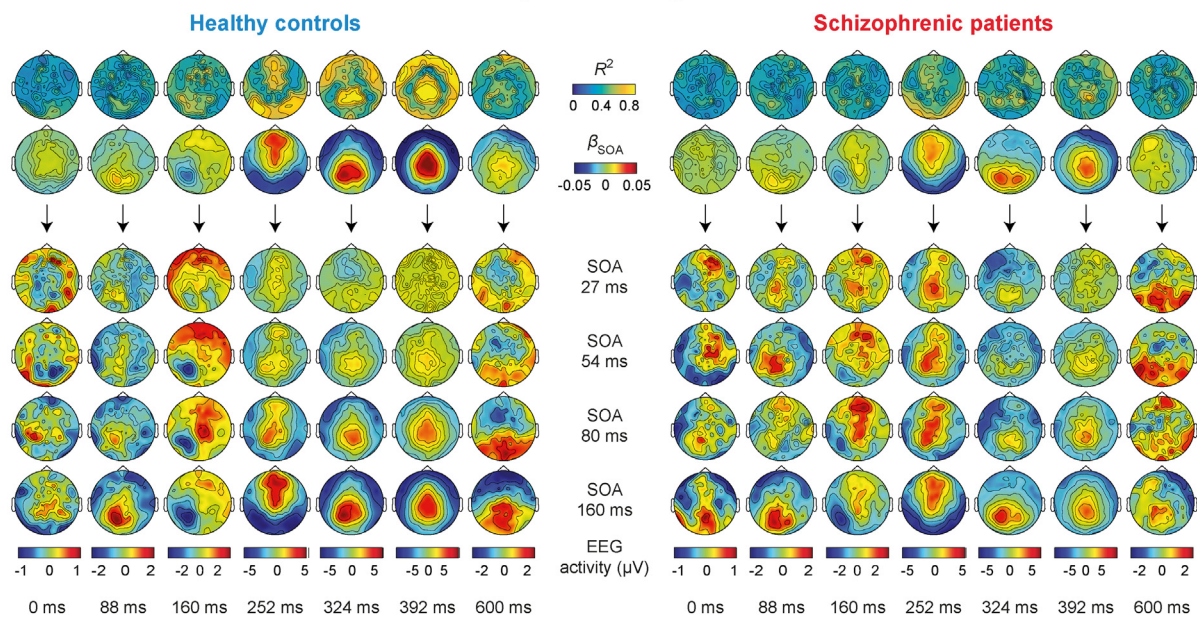 Healthy controls
Schizophrenic patients
R²
0 0.4 0.8
βSOA
-0.05 0 0.05
SOA
27 ms
SOA
54 ms
SOA
80 ms
SOA
160 ms
EEG
activity (µV)
-1 0 1 -2 0 2 -2 0 2 -5 0 5 -5 0 5 -5 0 5 -2 0 2
-1 0 1 -2 0 2 -2 0 2 -5 0 5 -5 0 5 -5 0 5 -2 0 2
0 ms 88 ms 160 ms 252 ms 324 ms 392 ms 600 ms
0 ms 88 ms 160 ms 252 ms 324 ms 392 ms 600 ms